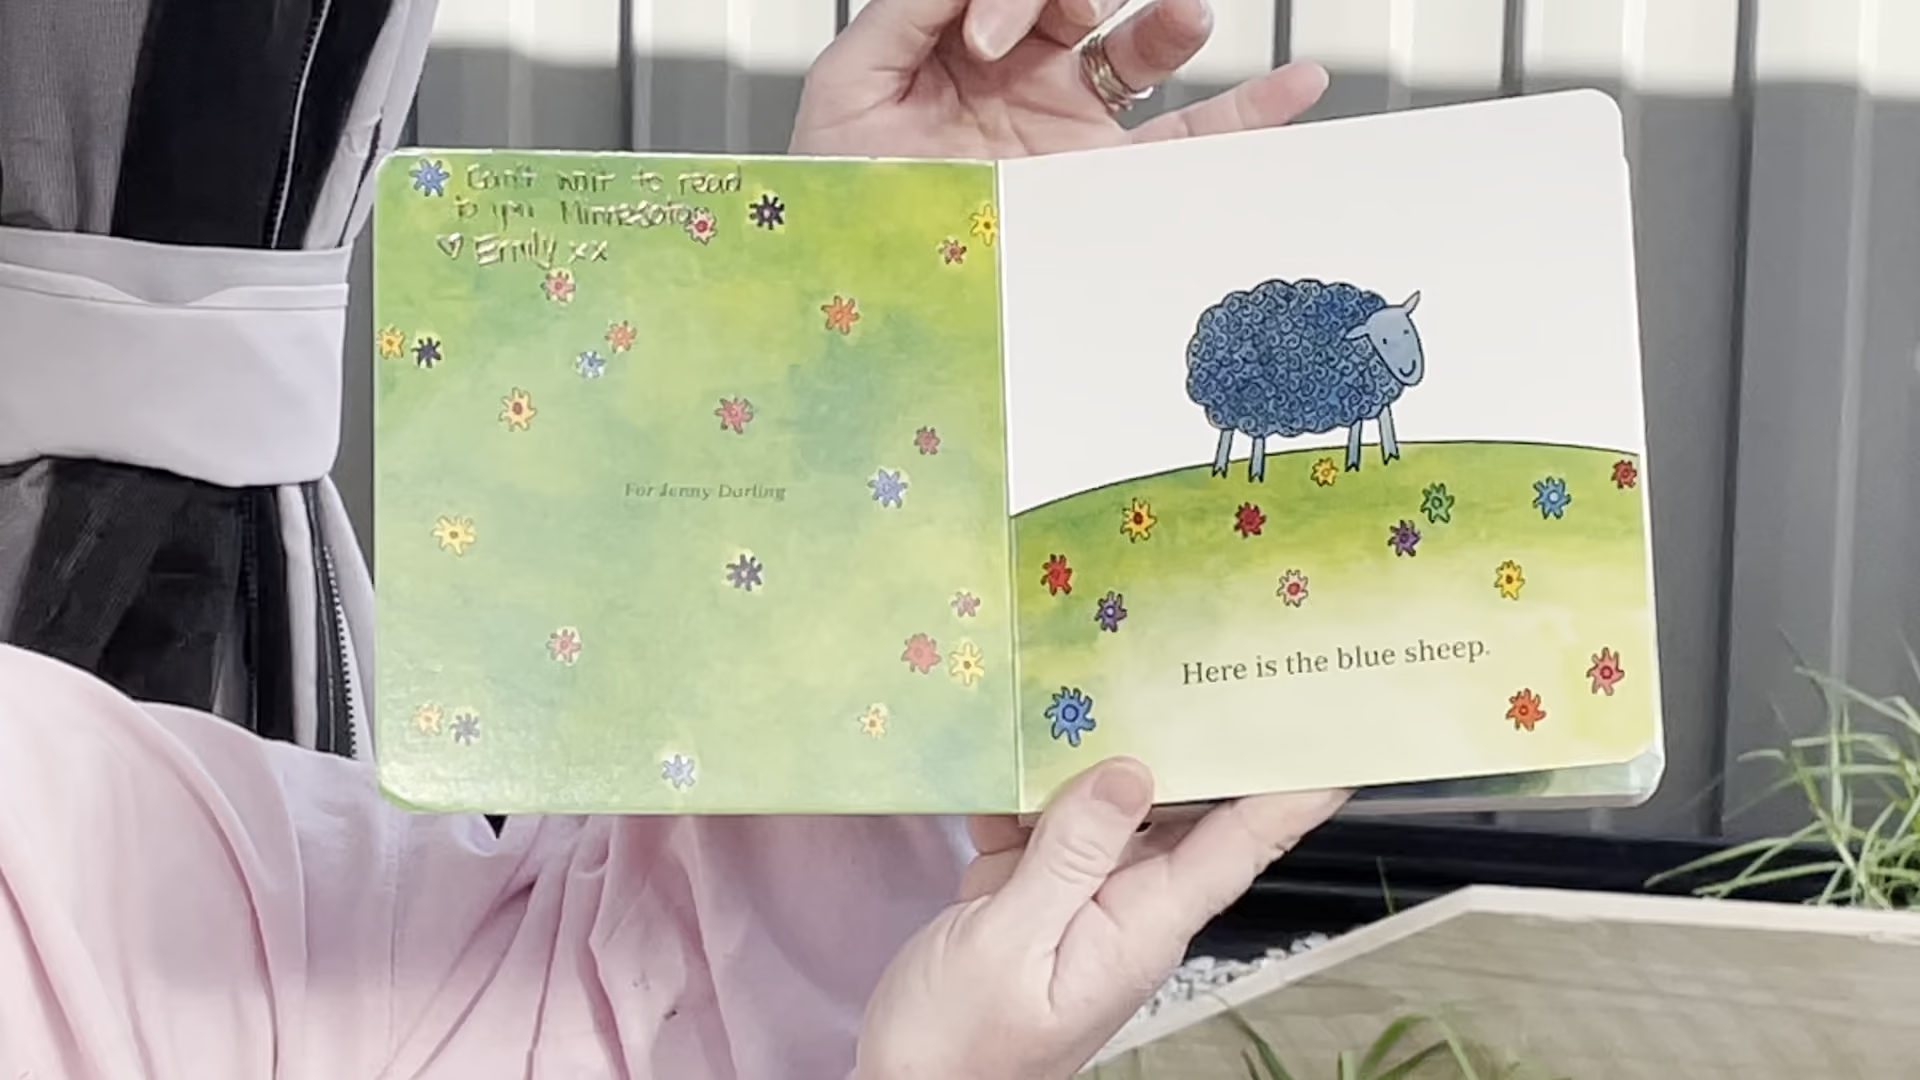 Can't wait to read
to you Minnesota
Emily xx
For Jenny Darling
Here is the blue sheep.